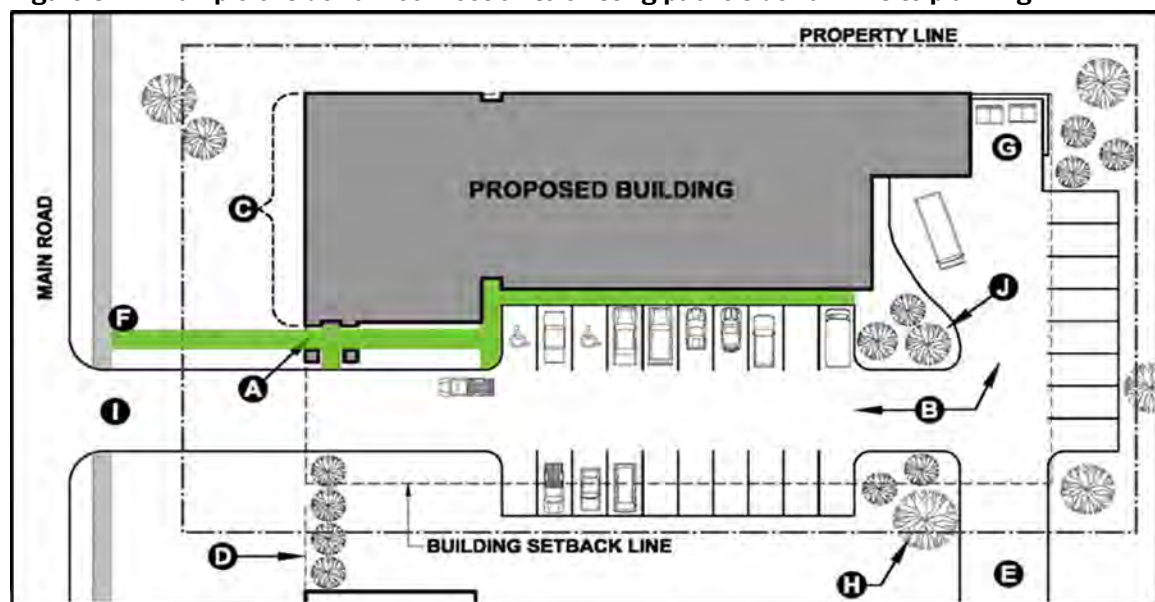 PROPERTY LINE
G
PROPOSED BUILDING
C
MAIN ROAD
J
F
A
I
B
BUILDING SETBACK LINE
D
H
E